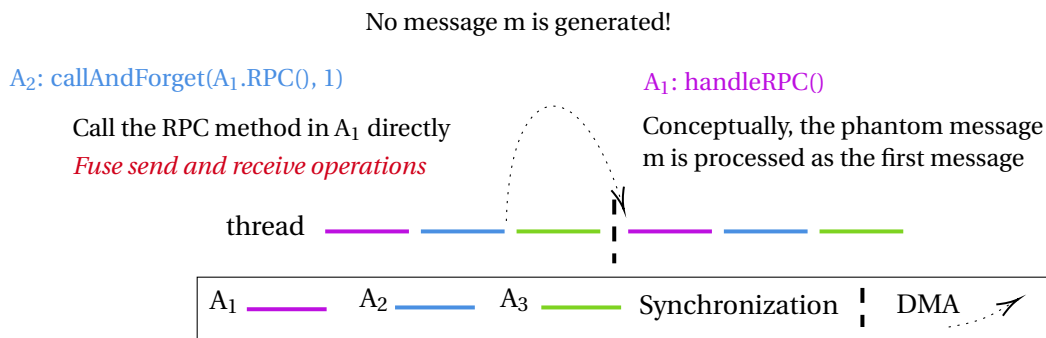 No message m is generated!
A₂: callAndForget(A₁.RPC(), 1)
A₁: handleRPC()
Call the RPC method in A₁ directly
Fuse send and receive operations
Conceptually, the phantom message
m is processed as the first message
thread
A₁ A₂ A₃ Synchronization DMA